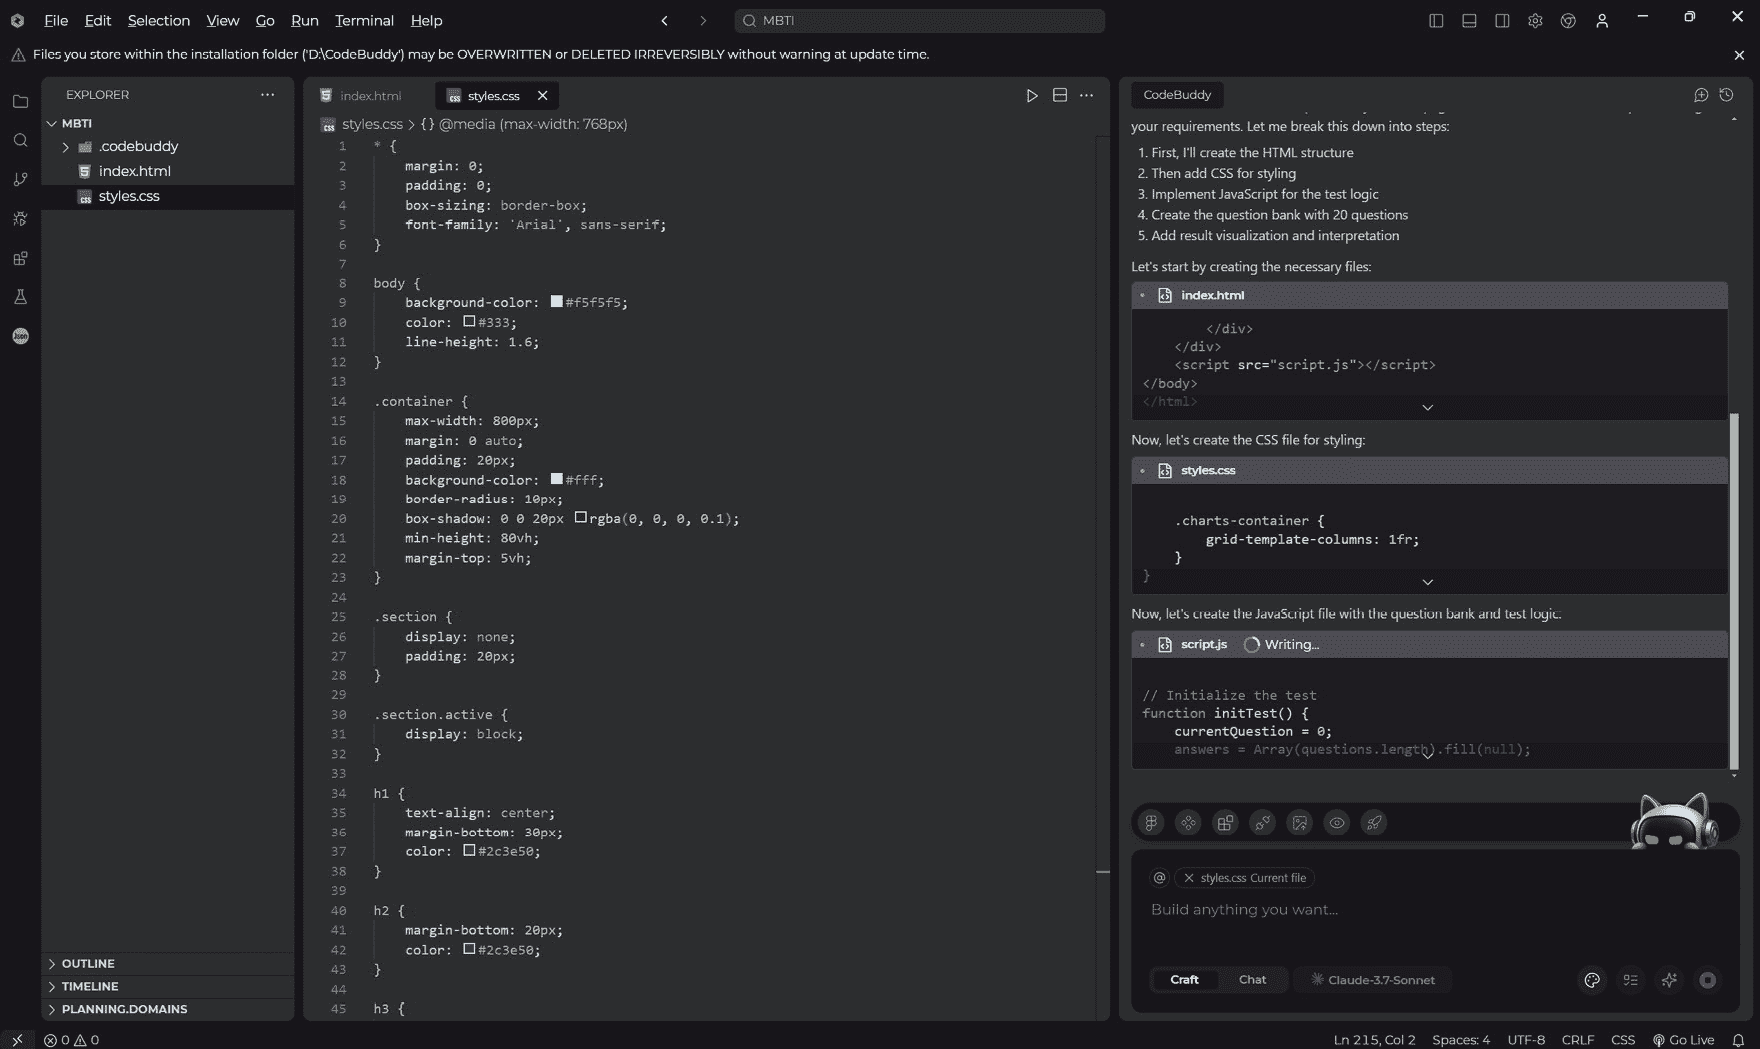 File Edit Selection View Go Run Terminal Help
MBTI
Files you store within the installation folder ('D:\CodeBuddy') may be OVERWRITTEN or DELETED IRREVERSIBLY without warning at update time.
EXPLORER
MBTI
.codebuddy
index.html
styles.css
OUTLINE
TIMELINE
PLANNING.DOMAINS
index.html
styles.css
styles.css > {} @media (max-width: 768px)
1 * {
2 margin: 0;
3 padding: 0;
4 box-sizing: border-box;
5 font-family: 'Arial', sans-serif;
6 }
7
8 body {
9 background-color: #f5f5f5;
10 color: #333;
11 line-height: 1.6;
12 }
13
14 .container {
15 max-width: 800px;
16 margin: 0 auto;
17 padding: 20px;
18 background-color: #fff;
19 border-radius: 10px;
20 box-shadow: 0 0 20px rgba(0, 0, 0, 0.1);
21 min-height: 80vh;
22 margin-top: 5vh;
23 }
24
25 .section {
26 display: none;
27 padding: 20px;
28 }
29
30 .section.active {
31 display: block;
32 }
33
34 h1 {
35 text-align: center;
36 margin-bottom: 30px;
37 color: #2c3e50;
38 }
39
40 h2 {
41 margin-bottom: 20px;
42 color: #2c3e50;
43 }
44
45 h3 {
CodeBuddy
your requirements. Let me break this down into steps:
1. First, I'll create the HTML structure
2. Then add CSS for styling
3. Implement JavaScript for the test logic
4. Create the question bank with 20 questions
5. Add result visualization and interpretation
Let's start by creating the necessary files:
index.html
</div>
</div>
<script src="script.js"></script>
</body>
</html>
Now, let's create the CSS file for styling:
styles.css
.charts-container {
grid-template-columns: 1fr;
}
}
Now, let's create the JavaScript file with the question bank and test logic:
script.js Writing...
// Initialize the test
function initTest() {
currentQuestion = 0;
answers = Array(questions.length).fill(null);
@ styles.css Current file
Build anything you want...
Craft Chat Claude-3.7-Sonnet
0 0
Ln 215, Col 2 Spaces: 4 UTF-8 CRLF CSS Go Live